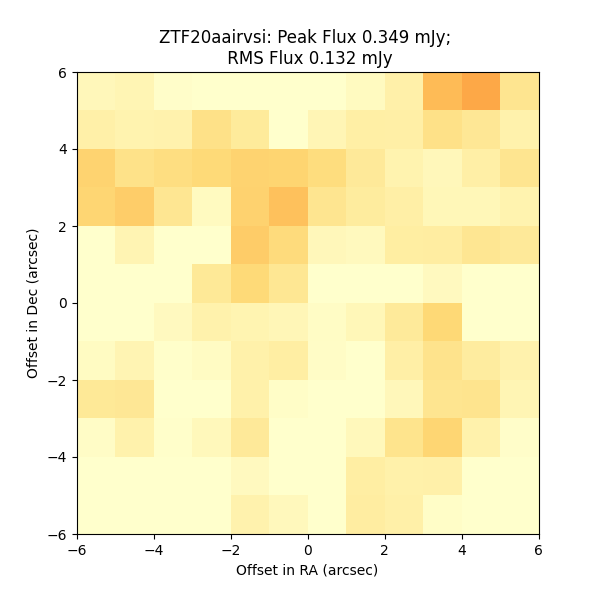 ZTF20aairvsi: Peak Flux 0.349 mJy;
RMS Flux 0.132 mJy
6
4
2
0
−2
−4
−6
Offset in Dec (arcsec)
−6 −4 −2 0 2 4 6
Offset in RA (arcsec)